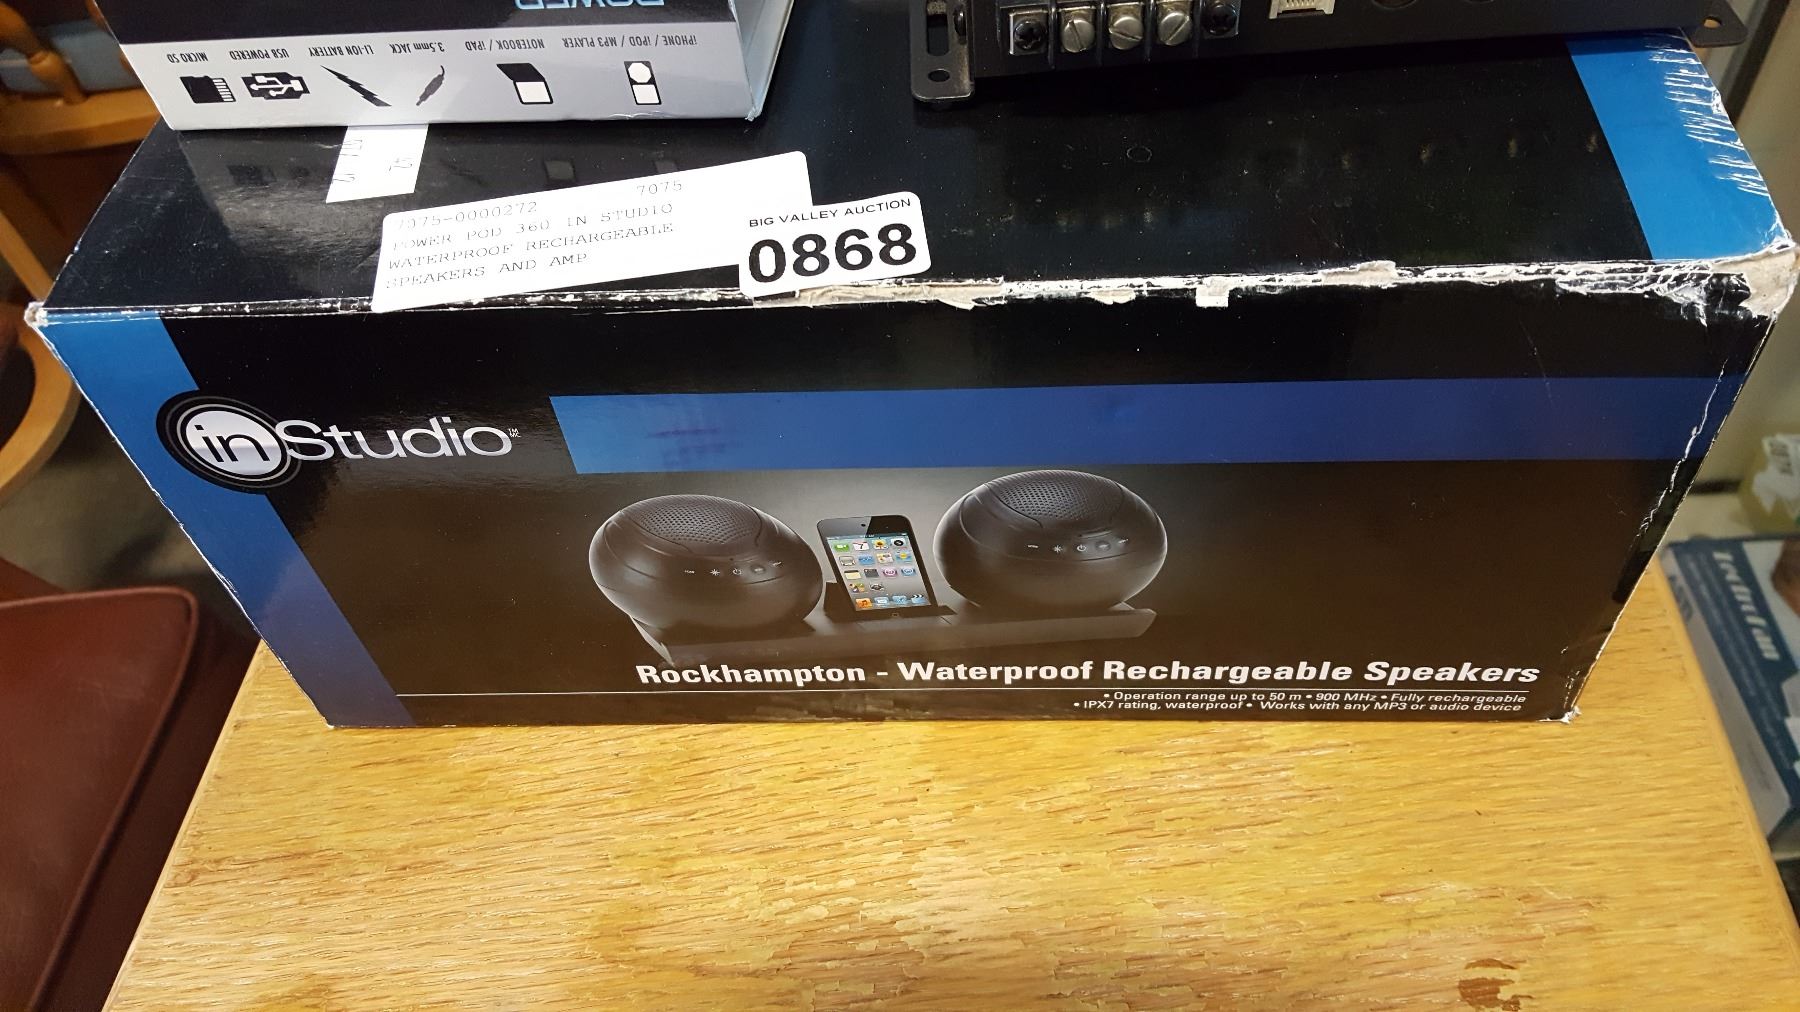 POWER
iPHONE / iPOD / MP3 PLAYER
NOTEBOOK / iPAD
3.5mm JACK
LI-ION BATTERY
USB POWERED
MICRO SD
7075
7075-0000272
POWER POD 360 IN STUDIO
WATERPROOF RECHARGEABLE
SPEAKERS AND AMP
BIG VALLEY AUCTION
0868
inStudio
Rockhampton - Waterproof Rechargeable Speakers
• Operation range up to 50 m • 900 MHz • Fully rechargeable
• IPX7 rating, waterproof • Works with any MP3 or audio device